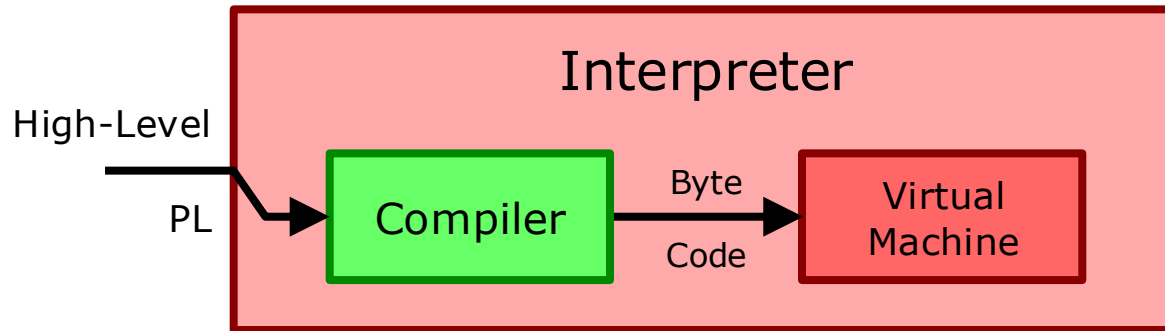 Interpreter
High-Level
PL
Compiler
Byte
Code
Virtual
Machine